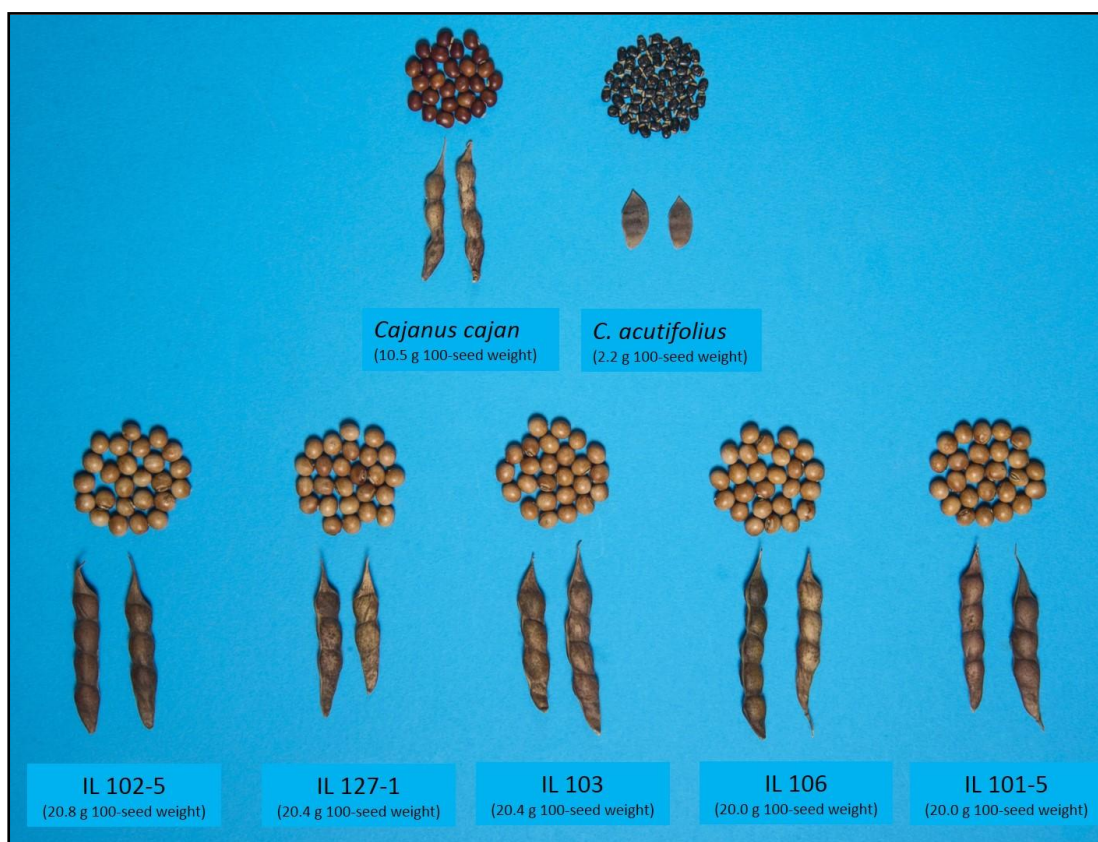 Cajanus cajan
(10.5 g 100-seed weight)
C. acutifolius
(2.2 g 100-seed weight)
IL 102-5
(20.8 g 100-seed weight)
IL 127-1
(20.4 g 100-seed weight)
IL 103
(20.4 g 100-seed weight)
IL 106
(20.0 g 100-seed weight)
IL 101-5
(20.0 g 100-seed weight)